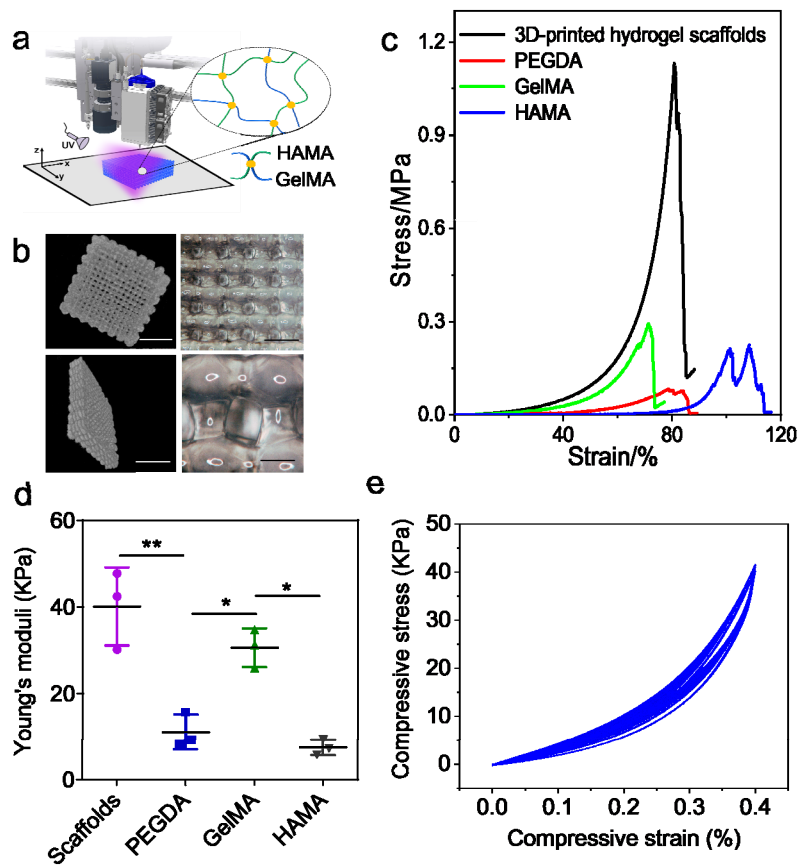 a
UV
z
x
y
HAMA
GelMA
b
c
Stress/MPa
1.2
0.9
0.6
0.3
0.0
3D-printed hydrogel scaffolds
PEGDA
GelMA
HAMA
0 40 80 120
Strain/%
d
Young's moduli (KPa)
60
40
20
0
** * *
Scaffolds PEGDA GelMA HAMA
e
Compressive stress (KPa)
50
40
30
20
10
0
0.0 0.1 0.2 0.3 0.4
Compressive strain (%)